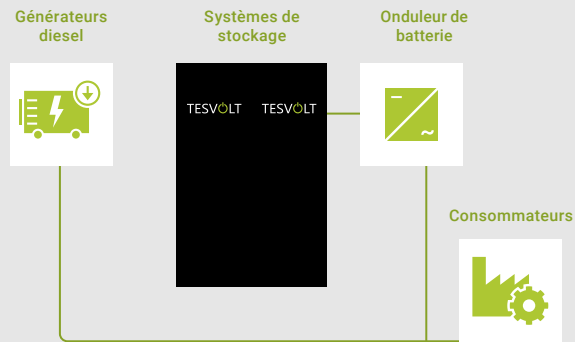 Générateurs
diesel
Systèmes de
stockage
Onduleur de
batterie
TESVOLT TESVOLT
Consommateurs